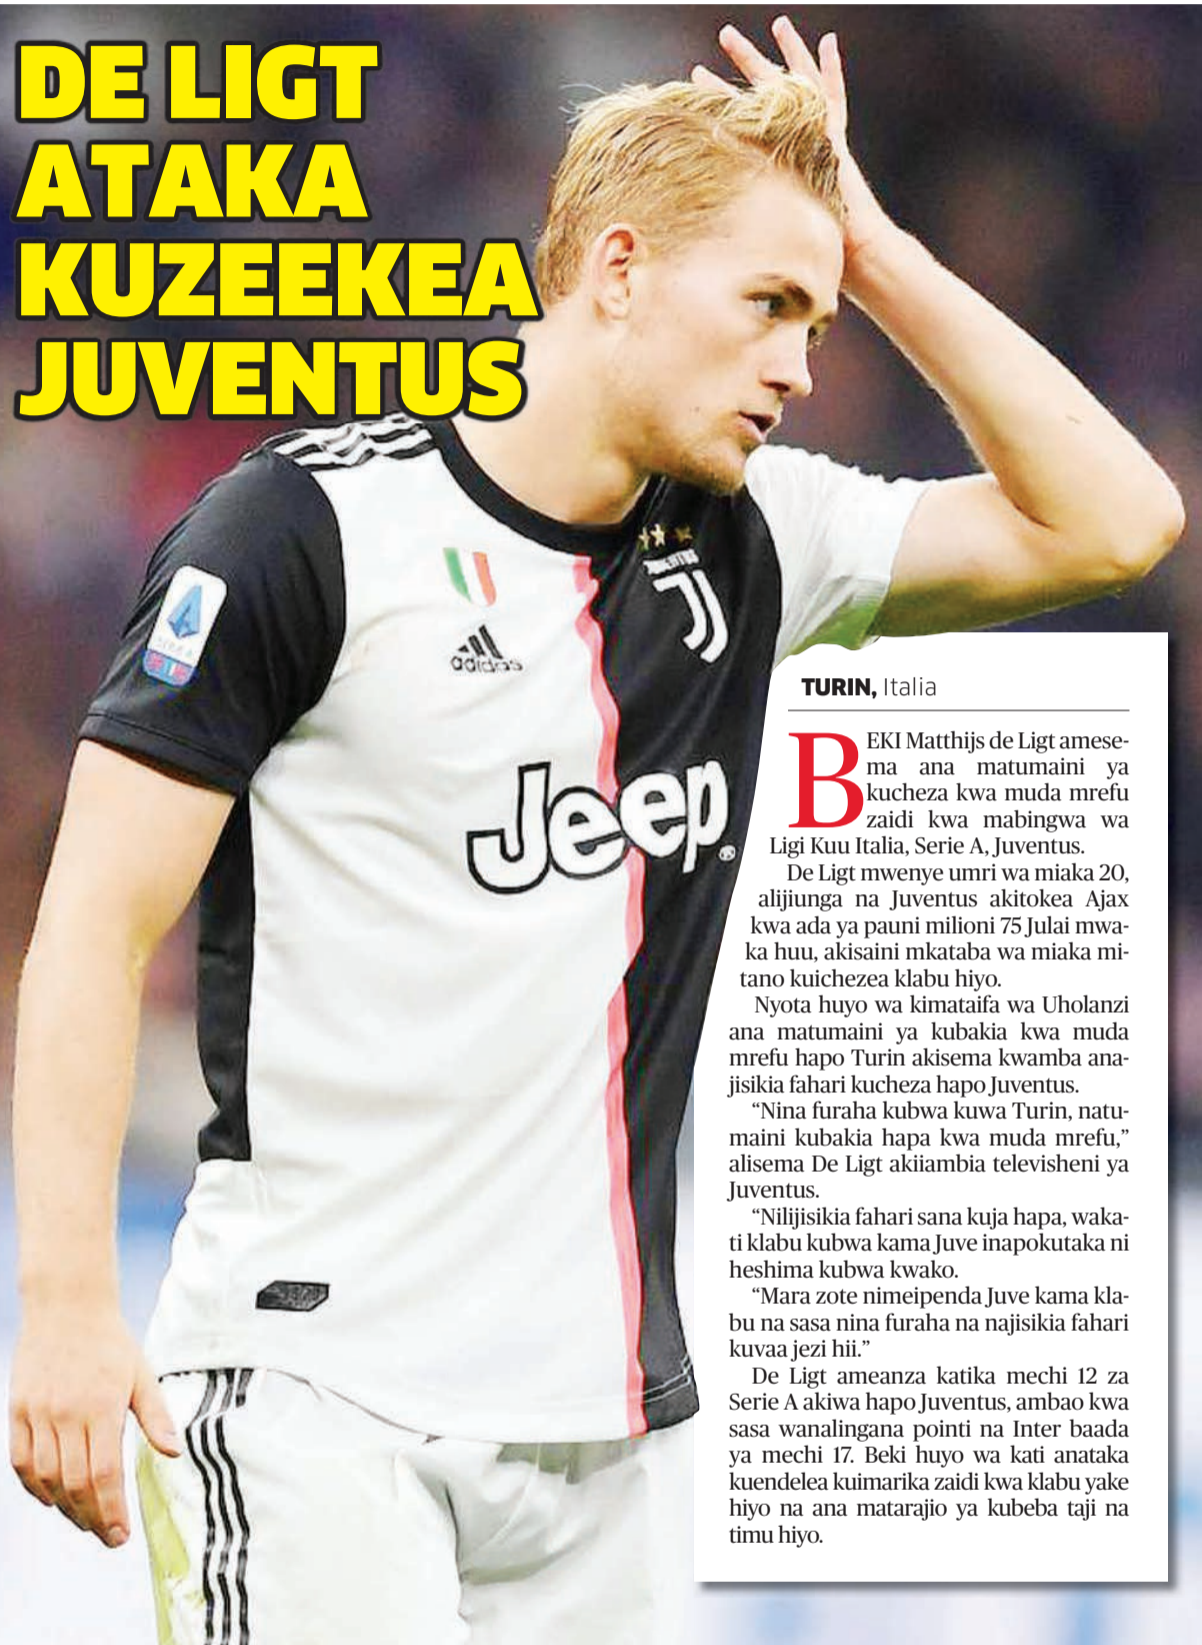 DE LIGT
ATAKA
KUZEEKEA
JUVENTUS
JUVENTUS
adidas
Jeep
TURIN, Italia
BEKI Matthijs de Ligt amese-
ma ana matumaini ya
kucheza kwa muda mrefu
zaidi kwa mabingwa wa
Ligi Kuu Italia, Serie A, Juventus.
De Ligt mwenye umri wa miaka 20,
alijiunga na Juventus akitokea Ajax
kwa ada ya pauni milioni 75 Julai mwa-
ka huu, akisaini mkataba wa miaka mi-
tano kuichezea klabu hiyo.
Nyota huyo wa kimataifa wa Uholanzi
ana matumaini ya kubakia kwa muda
mrefu hapo Turin akisema kwamba ana-
jisikia fahari kucheza hapo Juventus.
“Nina furaha kubwa kuwa Turin, natu-
maini kubakia hapa kwa muda mrefu,”
alisema De Ligt akiiambia televisheni ya
Juventus.
“Nilijisikia fahari sana kuja hapa, waka-
ti klabu kubwa kama Juve inapokutaka ni
heshima kubwa kwako.
“Mara zote nimeipenda Juve kama kla-
bu na sasa nina furaha na najisikia fahari
kuvaa jezi hii.”
De Ligt ameanza katika mechi 12 za
Serie A akiwa hapo Juventus, ambao kwa
sasa wanalingana pointi na Inter baada
ya mechi 17. Beki huyo wa kati anataka
kuendelea kuimarika zaidi kwa klabu yake
hiyo na ana matarajio ya kubeba taji na
timu hiyo.